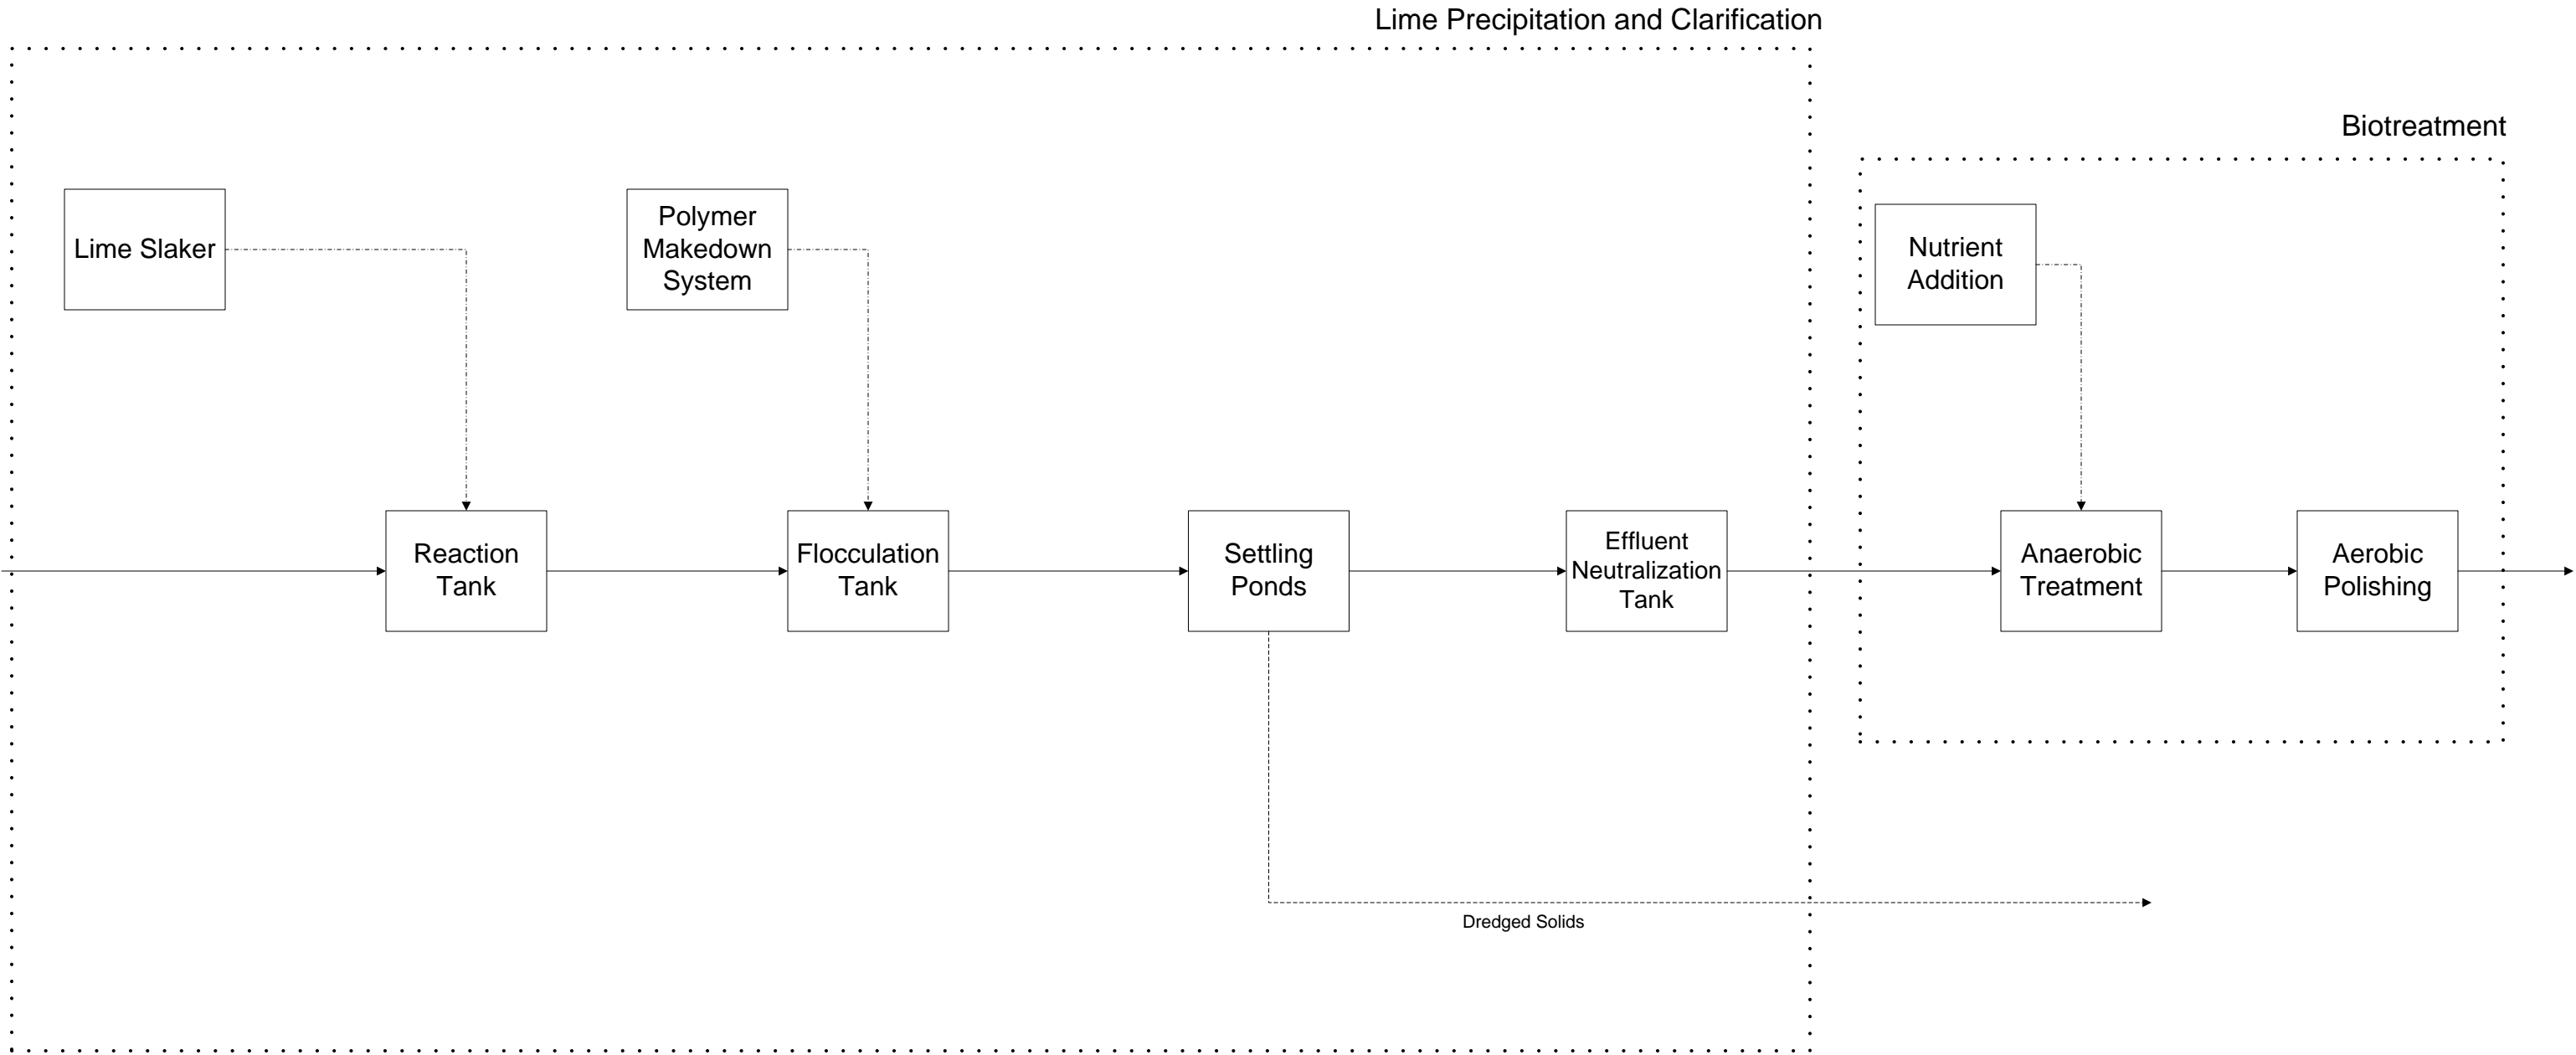 Lime Precipitation and Clarification
Biotreatment
Lime Slaker
Polymer
Makedown
System
Nutrient
Addition
Reaction
Tank
Flocculation
Tank
Settling
Ponds
Effluent
Neutralization
Tank
Anaerobic
Treatment
Aerobic
Polishing
Dredged Solids